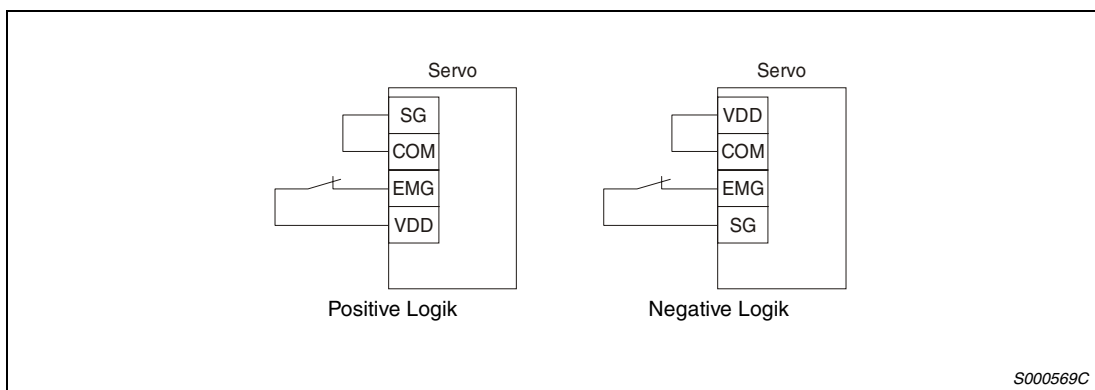 Servo
SG
COM
EMG
VDD
Positive Logik
Servo
VDD
COM
EMG
SG
Negative Logik
S000569C